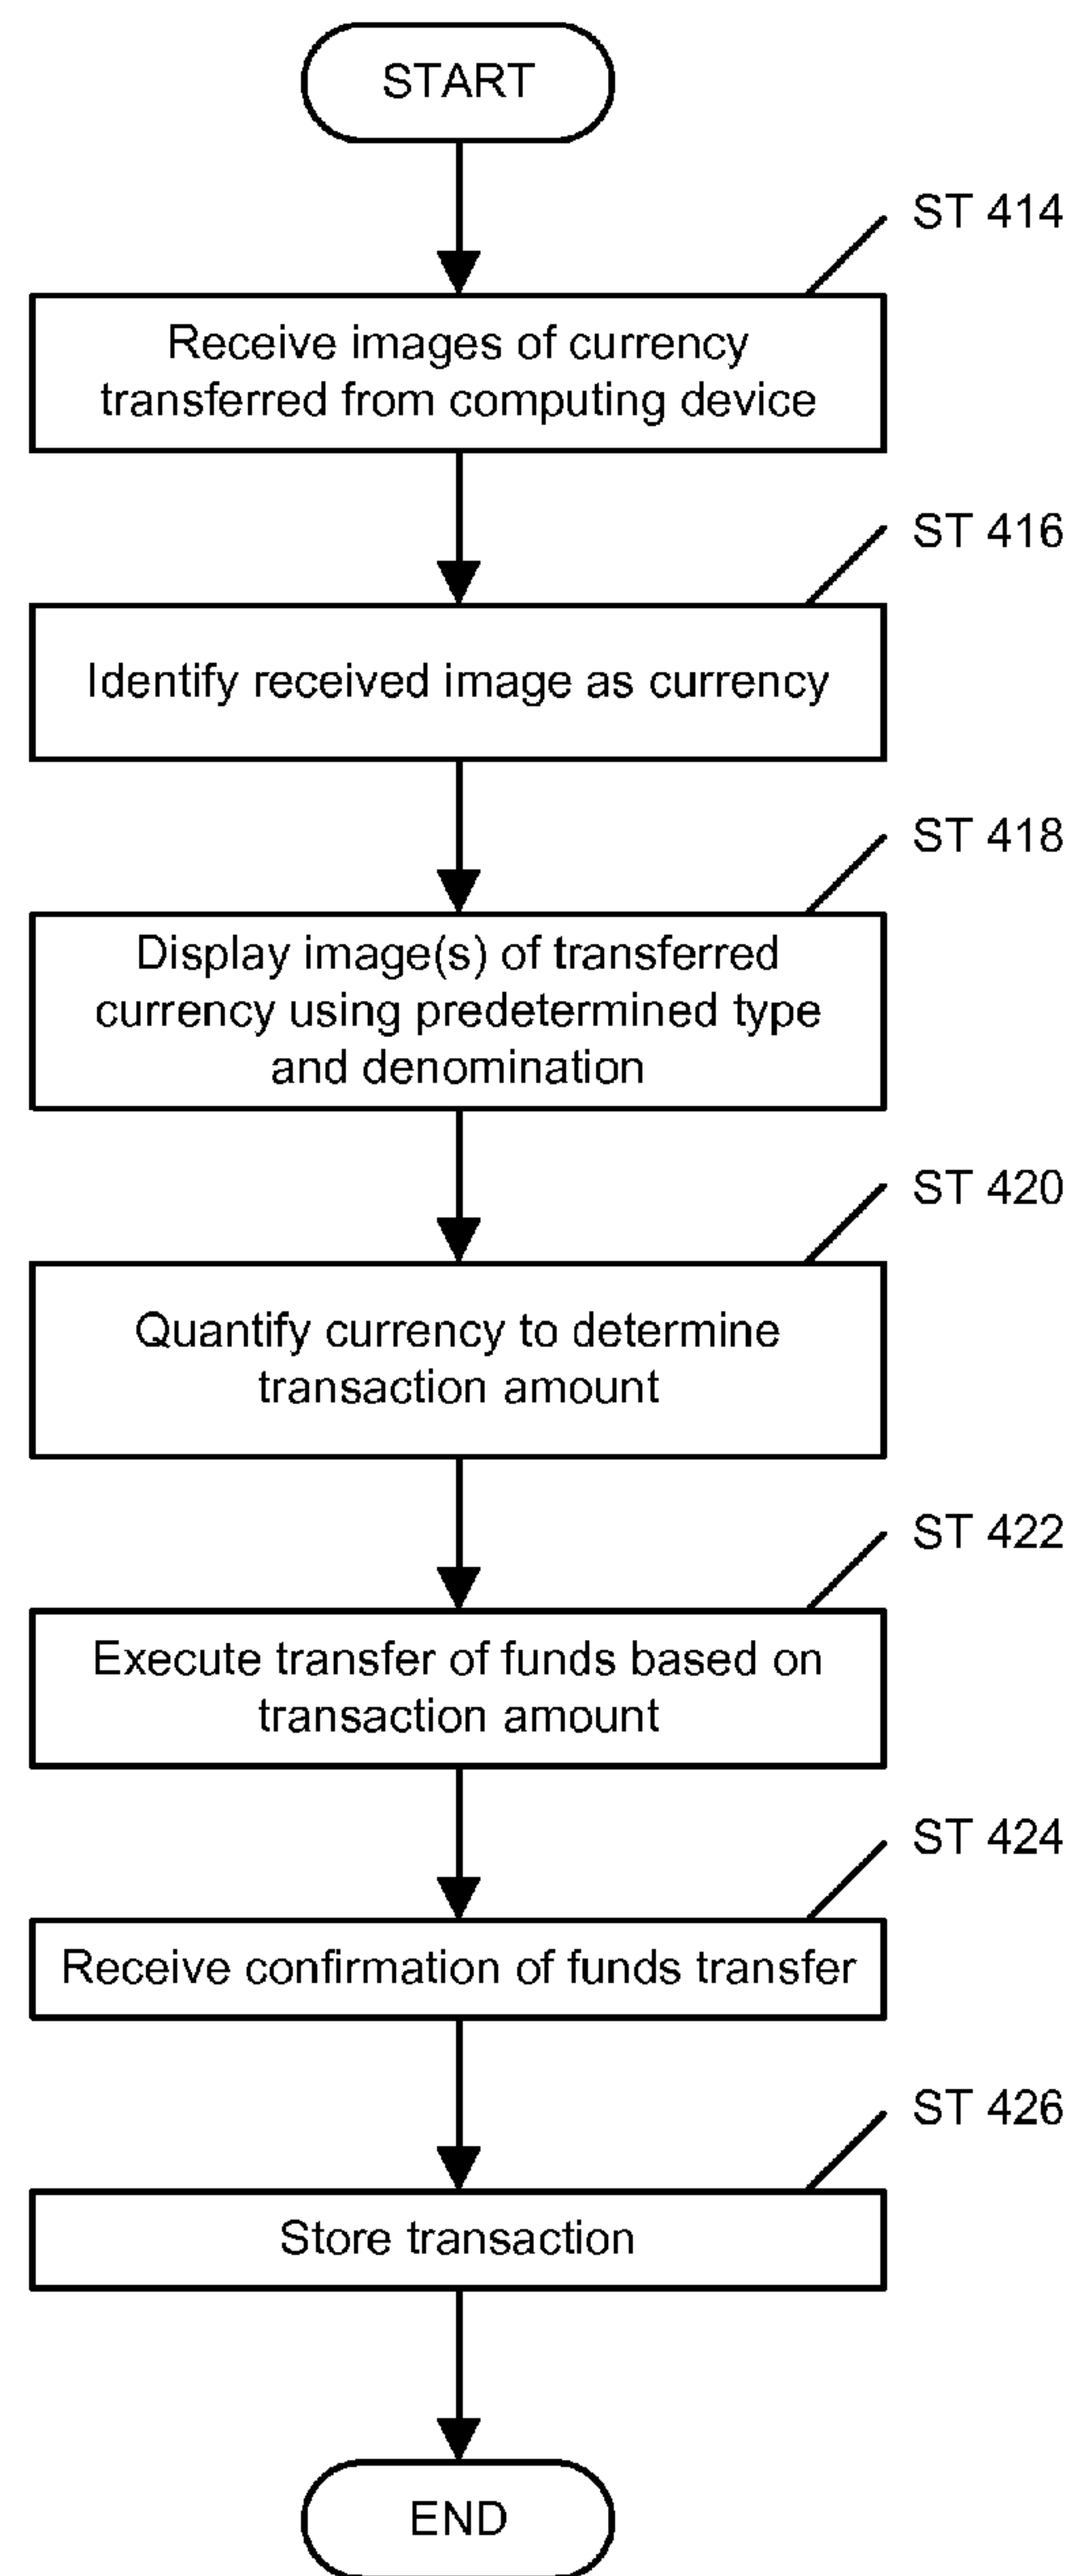 START
ST 414
Receive images of currency
transferred from computing device
ST 416
Identify received image as currency
ST 418
Display image(s) of transferred
currency using predetermined type
and denomination
ST 420
Quantify currency to determine
transaction amount
ST 422
Execute transfer of funds based on
transaction amount
ST 424
Receive confirmation of funds transfer
ST 426
Store transaction
END